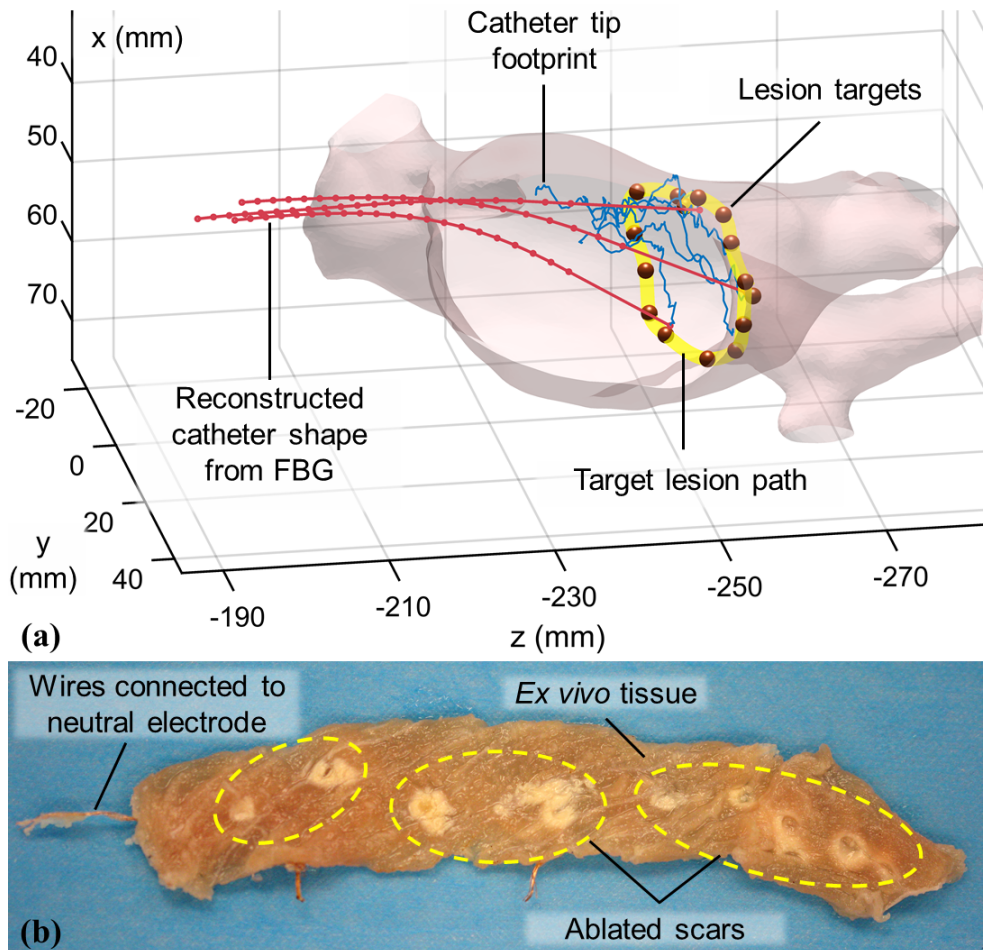 x (mm)
40
50
60
70
Catheter tip
footprint
Lesion targets
Reconstructed
catheter shape
from FBG
Target lesion path
-20
0
20
40
y
(mm)
-190
-210
-230
-250
-270
z (mm)
(a)
Wires connected to
neutral electrode
Ex vivo tissue
Ablated scars
(b)